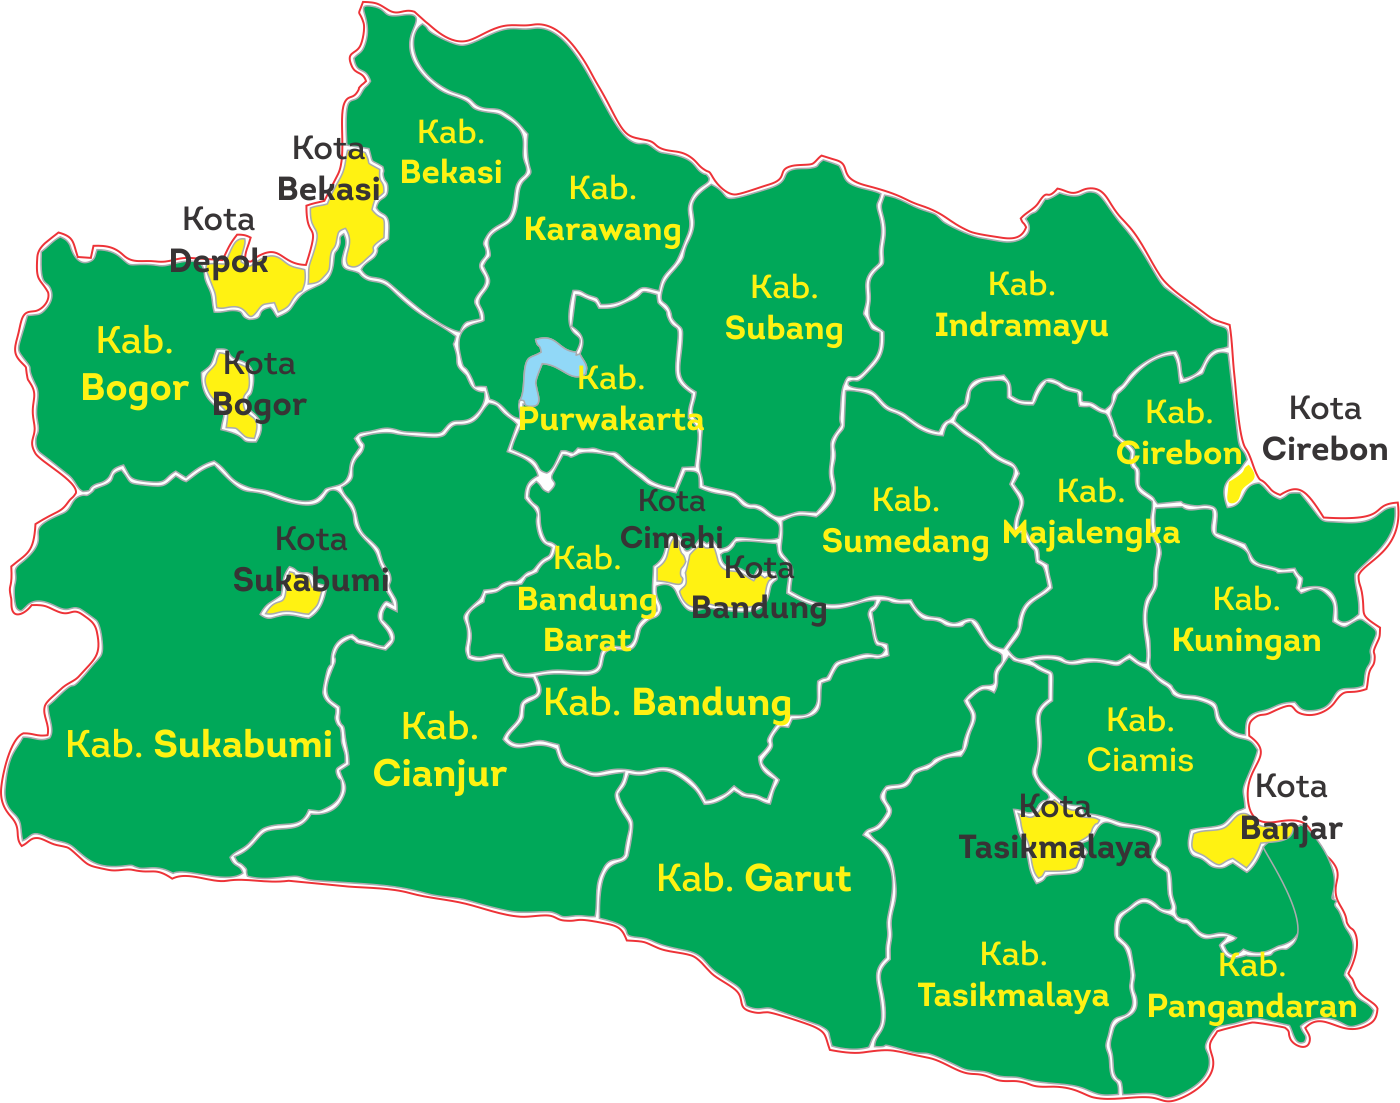 Kab.
Bekasi
Kota
Bekasi
Kab.
Karawang
Kota
Depok
Kab.
Subang
Kab.
Indramayu
Kab.
Bogor
Kota
Bogor
Kab.
Purwakarta
Kab.
Cirebon
Kota
Cirebon
Kota
Cimahi
Kab.
Sumedang
Kab.
Majalengka
Kota
Sukabumi
Kab.
Bandung
Barat
Kota
Bandung
Kab.
Kuningan
Kab. Bandung
Kab. Sukabumi
Kab.
Cianjur
Kab.
Ciamis
Kota
Banjar
Kota
Tasikmalaya
Kab. Garut
Kab.
Tasikmalaya
Kab.
Pangandaran